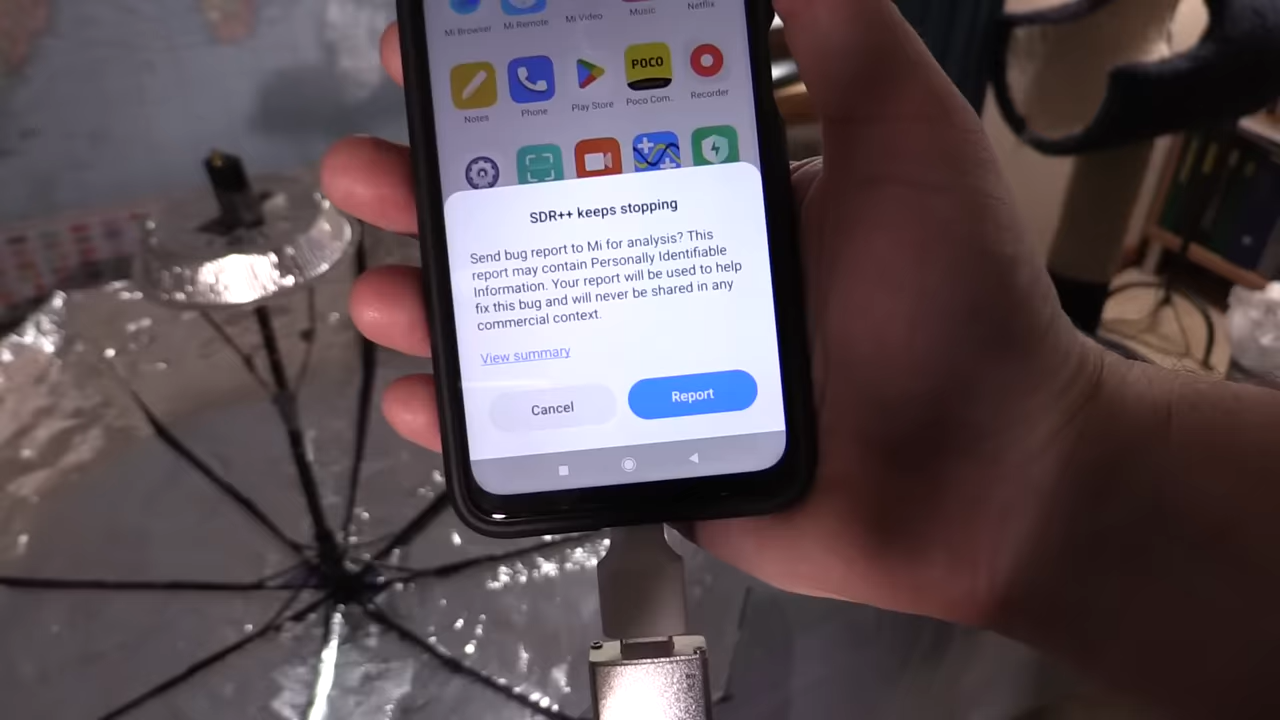 Mi Browser Mi Remote Mi Video Music Netflix
POCO
Notes Phone Play Store Poco Com.. Recorder
SDR++ keeps stopping
Send bug report to Mi for analysis? This
report may contain Personally Identifiable
Information. Your report will be used to help
fix this bug and will never be shared in any
commercial context.
View summary
Cancel Report